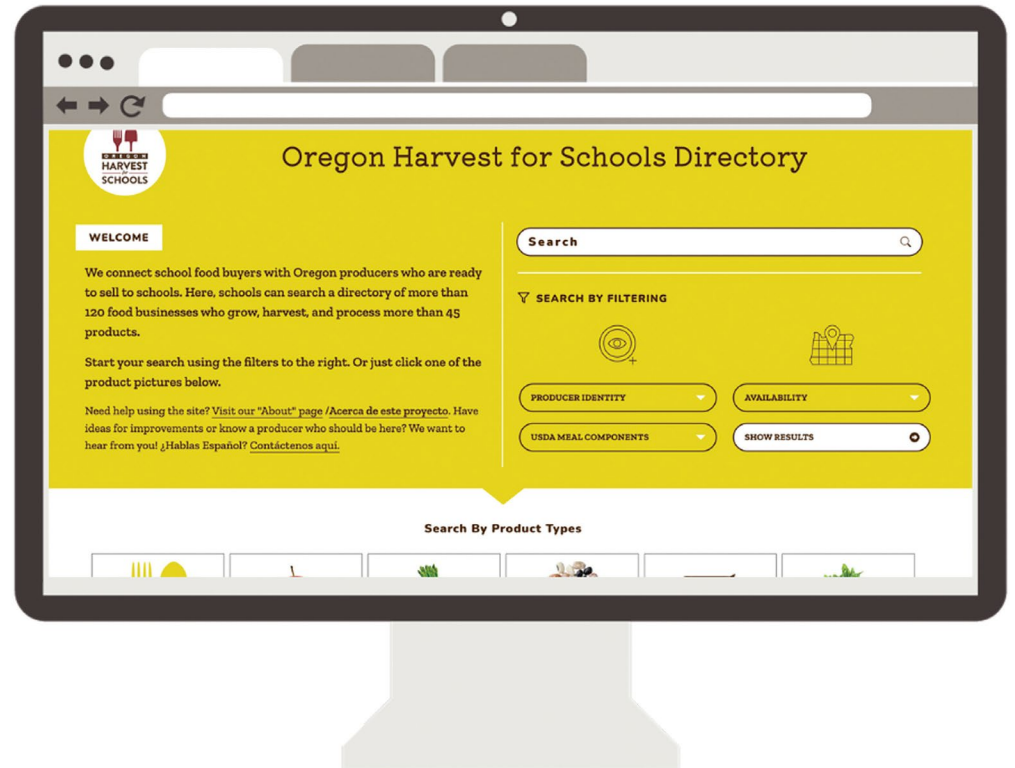 OREGON
HARVEST
for
SCHOOLS
Oregon Harvest for Schools Directory
WELCOME
We connect school food buyers with Oregon producers who are ready
to sell to schools. Here, schools can search a directory of more than
120 food businesses who grow, harvest, and process more than 45
products.
Start your search using the filters to the right. Or just click one of the
product pictures below.
Need help using the site? Visit our "About" page /Acerca de este proyecto. Have
ideas for improvements or know a producer who should be here? We want to
hear from you! ¿Hablas Español? Contáctenos aquí.
Search
SEARCH BY FILTERING
PRODUCER IDENTITY
AVAILABILITY
USDA MEAL COMPONENTS
SHOW RESULTS
Search By Product Types